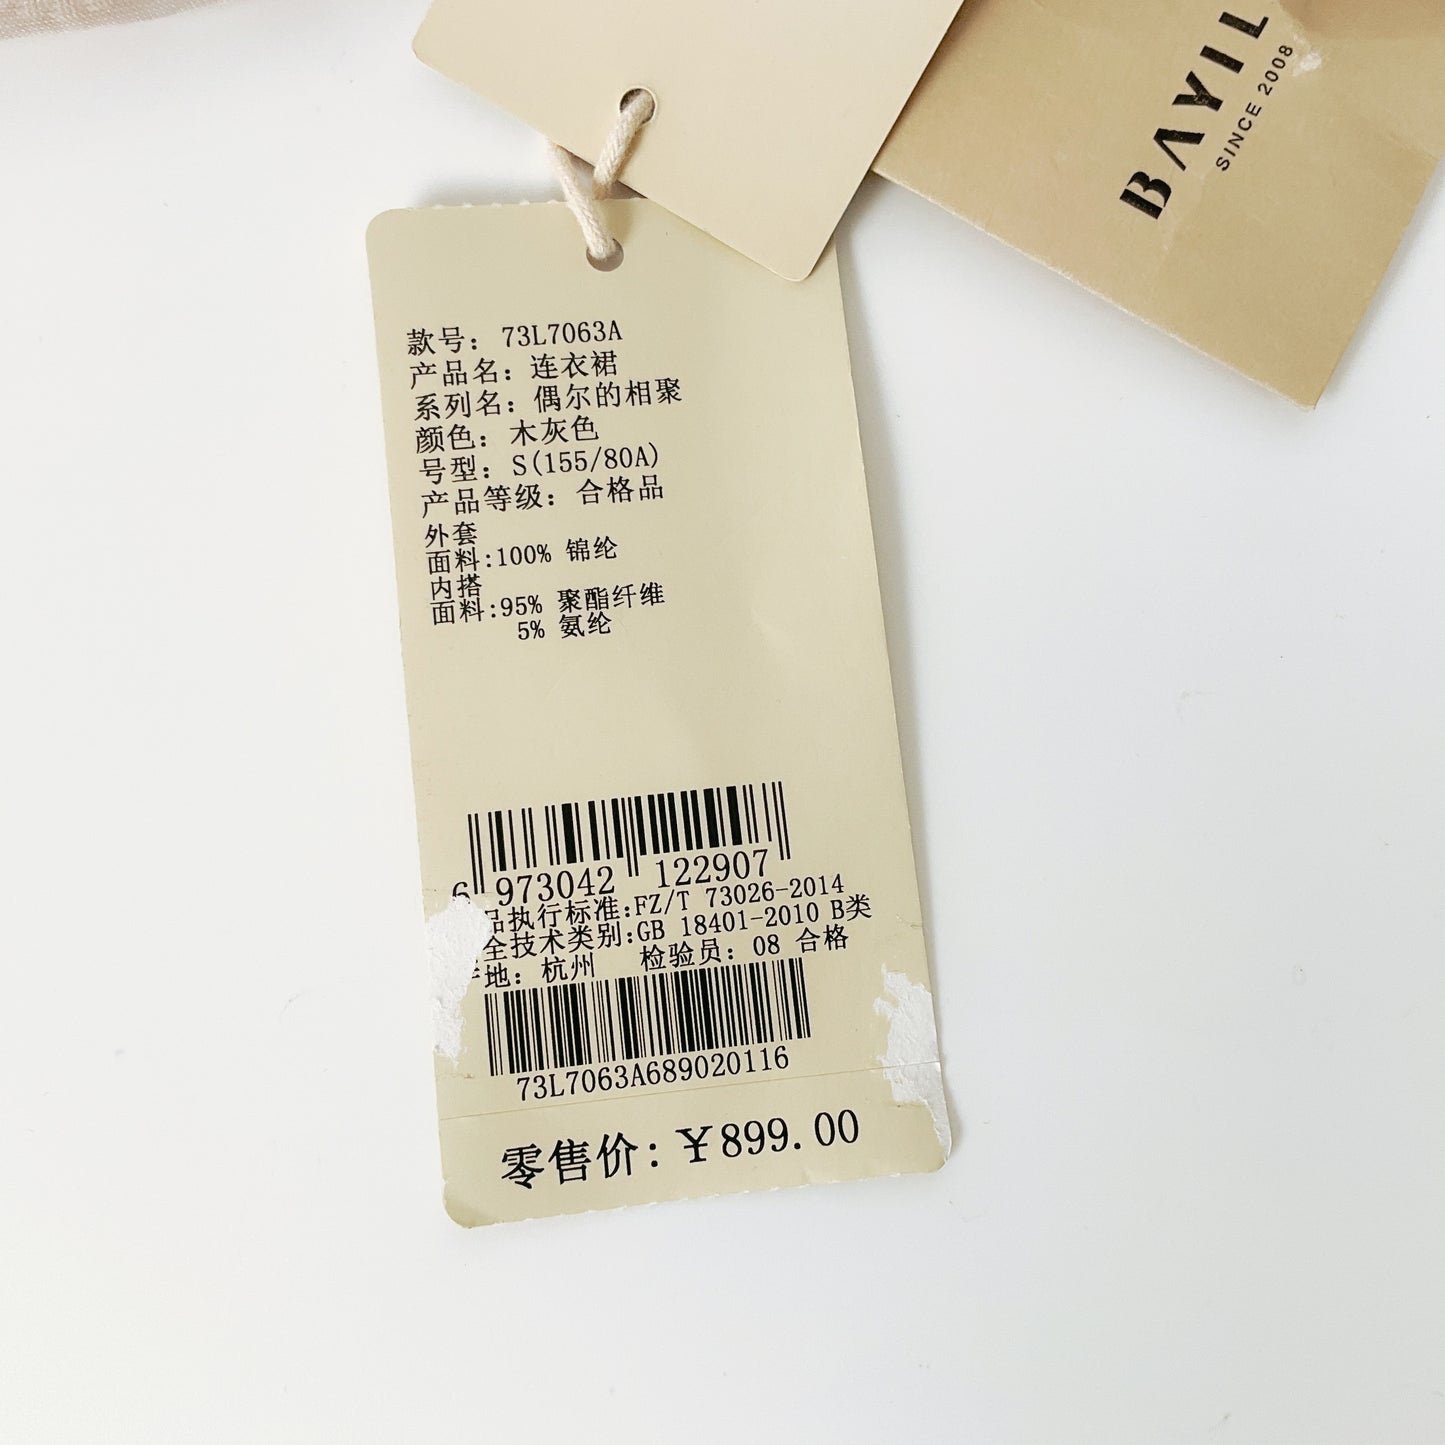 BAYIL
SINCE 2008
款号: 73L7063A
产品名: 连衣裙
系列名: 偶尔的相聚
颜色: 木灰色
号型: S(155/80A)
产品等级: 合格品
外套
面料:100% 锦纶
内搭
面料:95% 聚酯纤维
5% 氨纶
6 973042 122907
品执行标准:FZ/T 73026-2014
全技术类别:GB 18401-2010 B类
地: 杭州 检验员: 08 合格
73L7063A689020116
零售价: ¥899.00